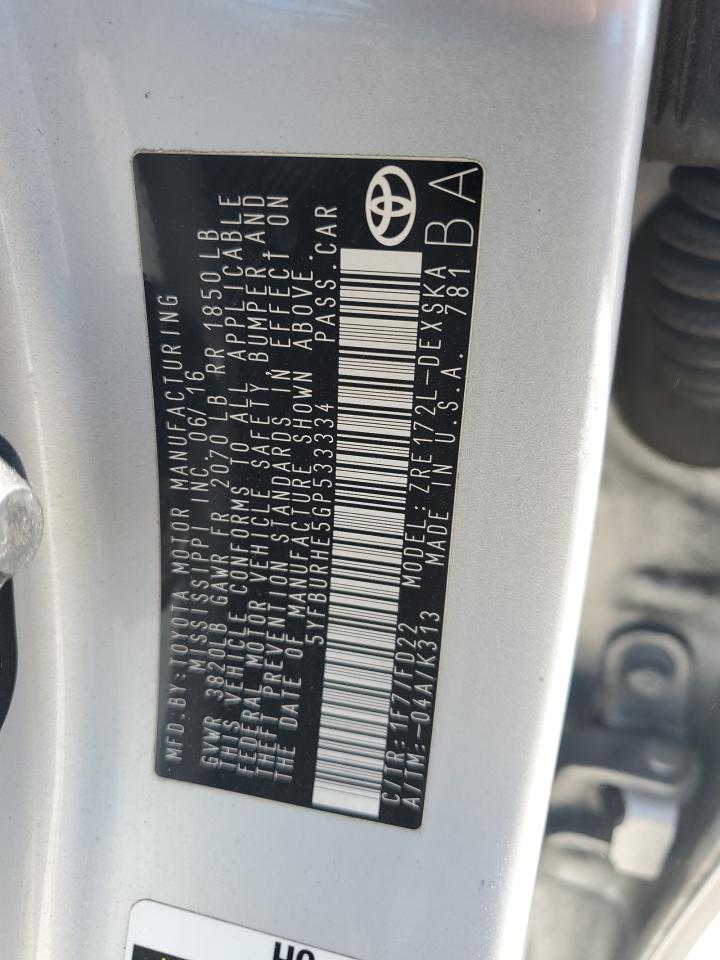 MFD.BY:TOYOTA MOTOR MANUFACTURING
MISSISSIPPI INC. 06/16
GVWR 3820LB GAWR FR 2070 LB RR 1850 LB
THIS VEHICLE CONFORMS TO ALL APPLICABLE
FEDERAL MOTOR VEHICLE SAFETY,BUMPER AND
THEFT PREVENTION STANDARDS IN EFFECT ON
THE DATE OF MANUFACTURE SHOWN ABOVE.
5YFBURHE5GP533334 PASS.CAR
C/TR:1F7/FD22 MODEL:ZRE172L-DEXSKA
A/TM:-04A/K313 MADE IN U.S.A. 781
BA